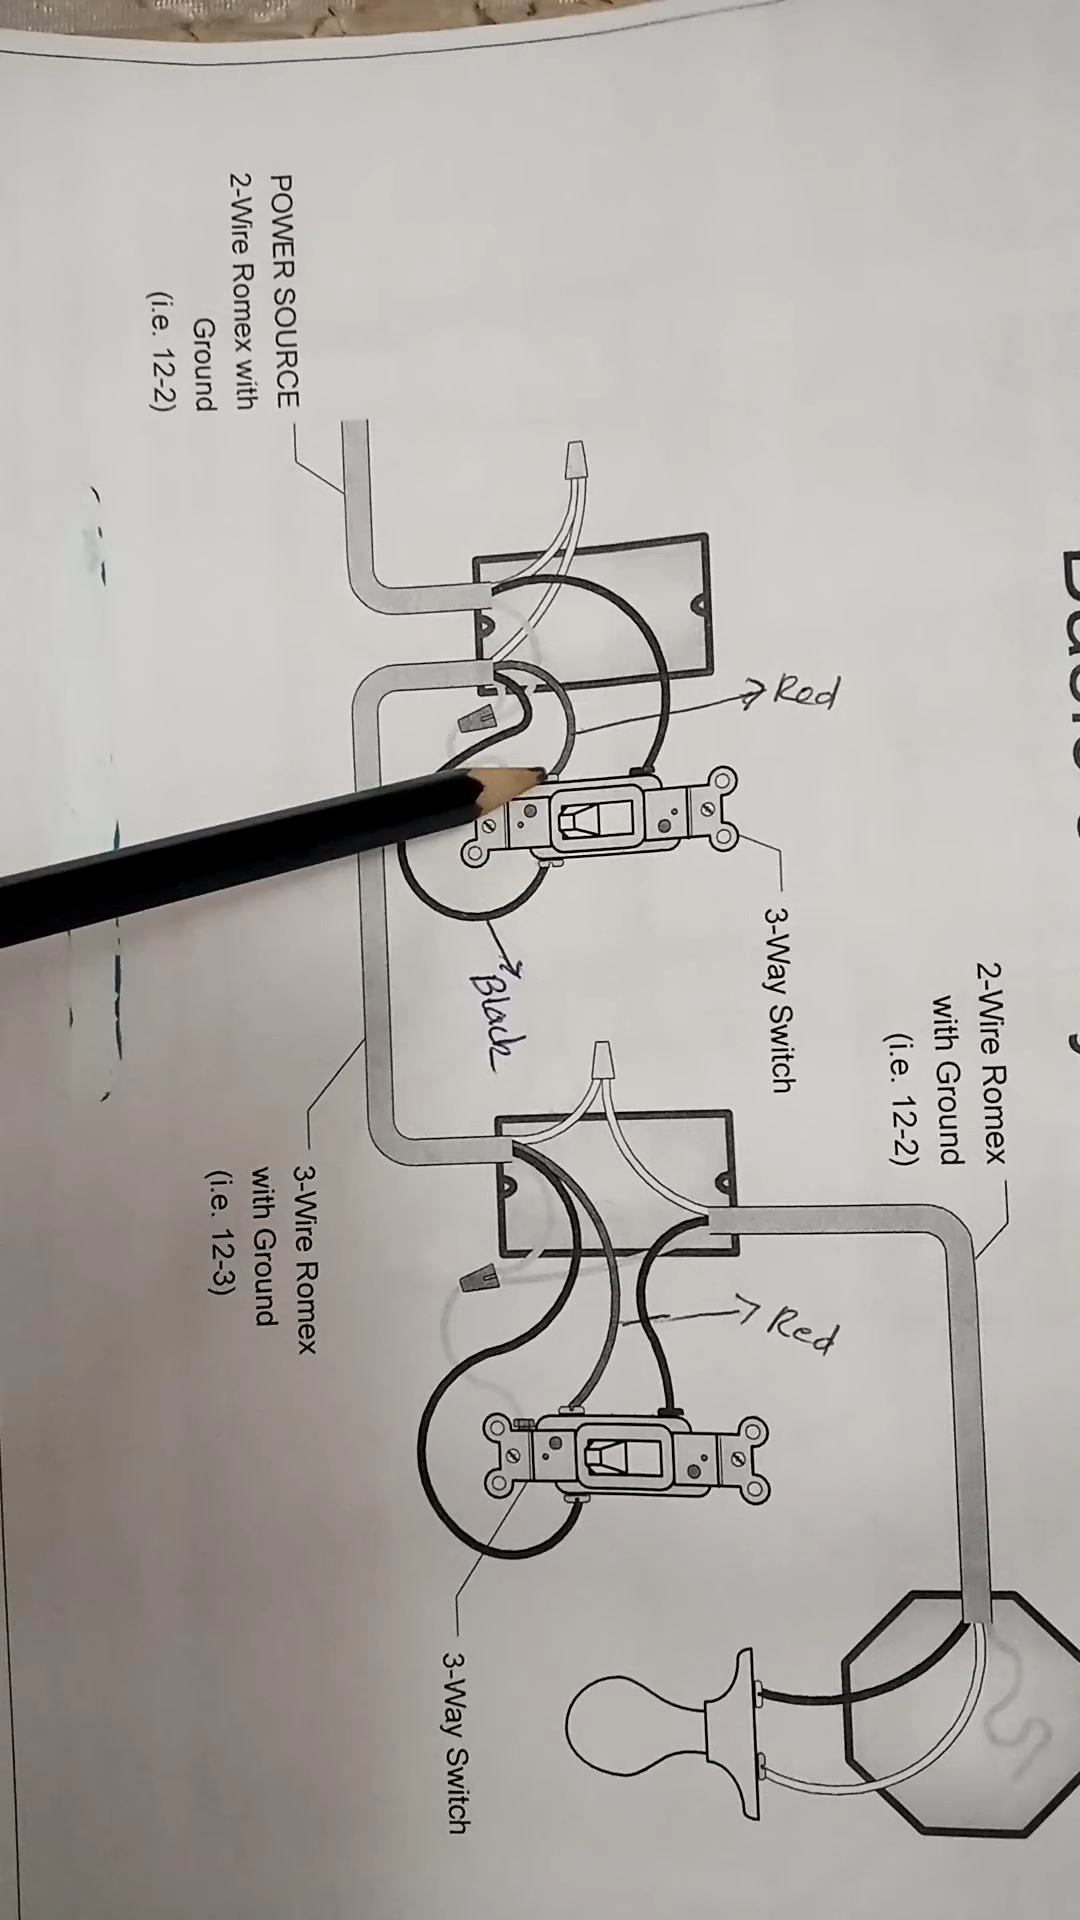 POWER SOURCE
2-Wire Romex with
Ground
(i.e. 12-2)
Red
3-Way Switch
Black
2-Wire Romex
with Ground
(i.e. 12-2)
3-Wire Romex
with Ground
(i.e. 12-3)
Red
3-Way Switch